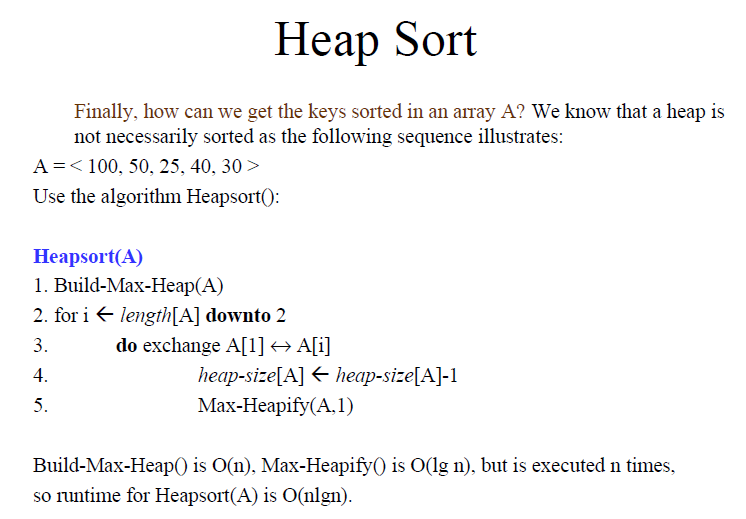 Heap Sort
Finally, how can we get the keys sorted in an array A? We know that a heap is
not necessarily sorted as the following sequence illustrates:
A = < 100, 50, 25, 40, 30 >
Use the algorithm Heapsort():
Heapsort(A)
1. Build-Max-Heap(A)
2. for i ← length[A] downto 2
3. do exchange A[1] ↔ A[i]
4. heap-size[A] ← heap-size[A]-1
5. Max-Heapify(A,1)
Build-Max-Heap() is O(n), Max-Heapify() is O(lg n), but is executed n times,
so runtime for Heapsort(A) is O(nlgn).